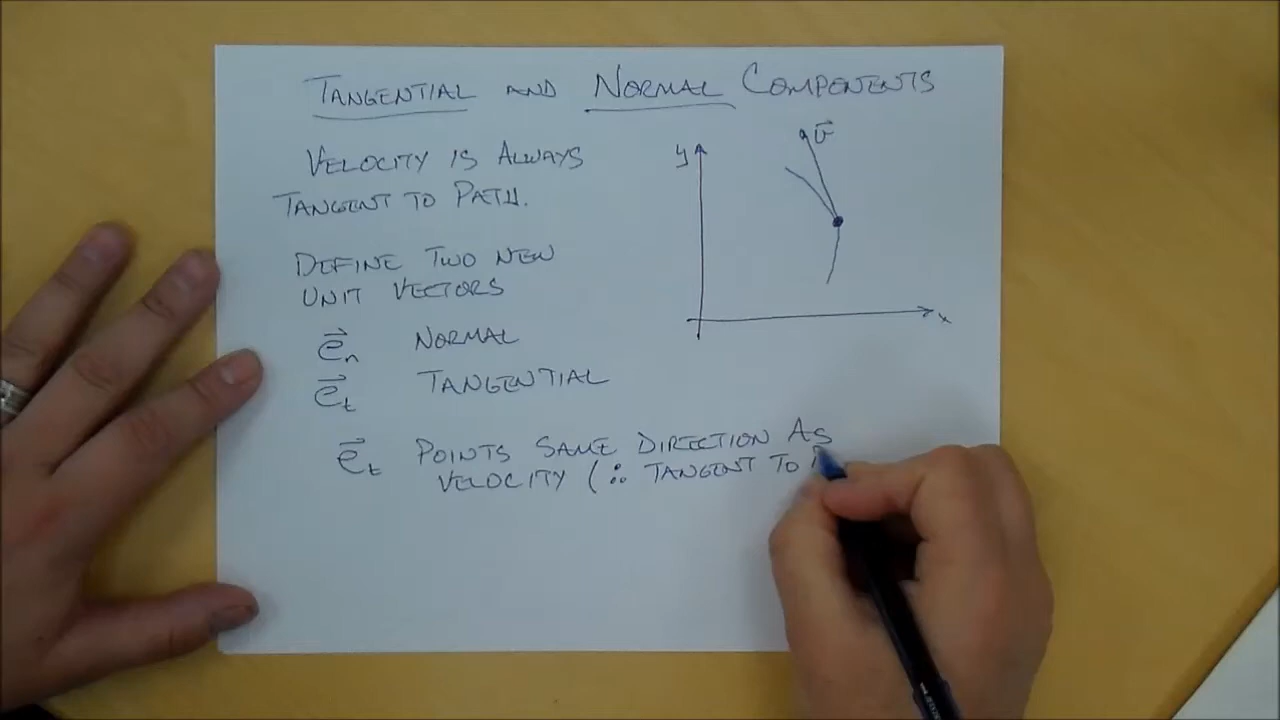 TANGENTIAL AND NORMAL COMPONENTS
VELOCITY IS ALWAYS
TANGENT TO PATH.
DEFINE TWO NEW
UNIT VECTORS
e⃗n NORMAL
e⃗t TANGENTIAL
e⃗t POINTS SAME DIRECTION AS
VELOCITY (∴ TANGENT TO
y
v⃗
x